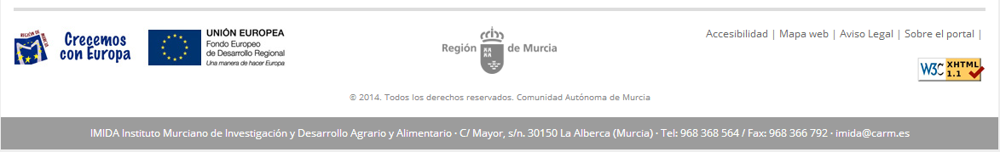 REGIÓN DE MURCIA
Crecemos
con Europa
UNIÓN EUROPEA
Fondo Europeo
de Desarrollo Regional
Una manera de hacer Europa
Región de Murcia
Accesibilidad | Mapa web | Aviso Legal | Sobre el portal |
W3C XHTML
1.1
© 2014. Todos los derechos reservados. Comunidad Autónoma de Murcia
IMIDA Instituto Murciano de Investigación y Desarrollo Agrario y Alimentario · C/ Mayor, s/n. 30150 La Alberca (Murcia) · Tel: 968 368 564 / Fax: 968 366 792 · imida@carm.es